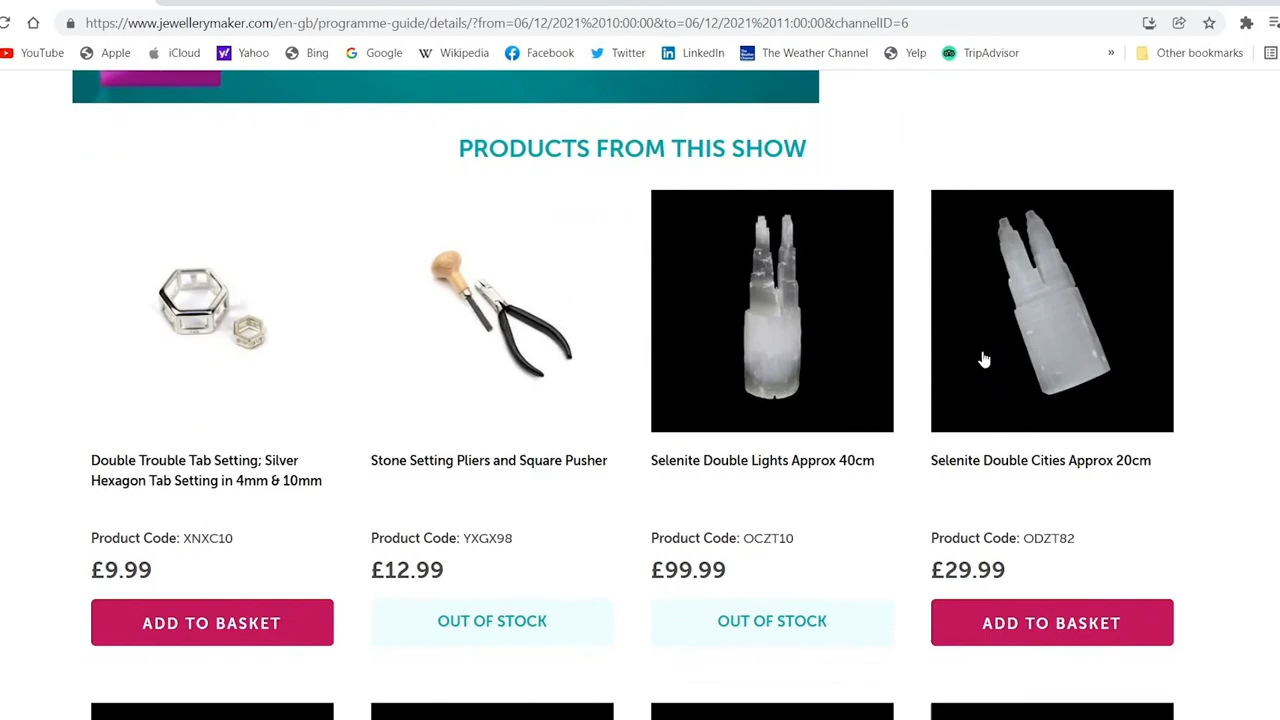 https://www.jewellerymaker.com/en-gb/programme-guide/details/?from=06/12/2021%2010:00:00&to=06/12/2021%2011:00:00&channelID=6
YouTube Apple iCloud Yahoo Bing Google Wikipedia Facebook Twitter LinkedIn The Weather Channel Yelp TripAdvisor » Other bookmarks
PRODUCTS FROM THIS SHOW
Double Trouble Tab Setting; Silver
Hexagon Tab Setting in 4mm & 10mm
Product Code: XNXC10
£9.99
ADD TO BASKET
Stone Setting Pliers and Square Pusher
Product Code: YXGX98
£12.99
OUT OF STOCK
Selenite Double Lights Approx 40cm
Product Code: OCZT10
£99.99
OUT OF STOCK
Selenite Double Cities Approx 20cm
Product Code: ODZT82
£29.99
ADD TO BASKET